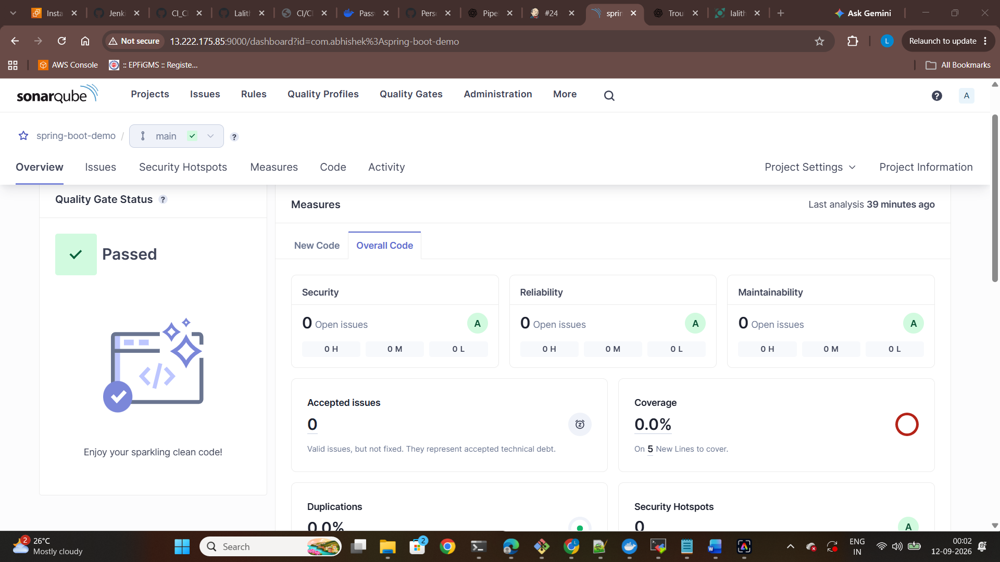 Insta
Jenki
CI_CI
Lalith
CI/CI
Pass
Pers
Pipel
#24
sprin
Trou
lalith
Ask Gemini
Not secure
13.222.175.85:9000/dashboard?id=com.abhishek%3Aspring-boot-demo
L
Relaunch to update
AWS Console
:: EPFiGMS :: Registe...
All Bookmarks
sonarqube
Projects
Issues
Rules
Quality Profiles
Quality Gates
Administration
More
?
A
spring-boot-demo / main
?
Overview
Issues
Security Hotspots
Measures
Code
Activity
Project Settings
Project Information
Quality Gate Status ?
Passed
</>
Enjoy your sparkling clean code!
Measures
Last analysis 39 minutes ago
New Code
Overall Code
Security
0 Open issues
A
0 H
0 M
0 L
Reliability
0 Open issues
A
0 H
0 M
0 L
Maintainability
0 Open issues
A
0 H
0 M
0 L
Accepted issues
0
Valid issues, but not fixed. They represent accepted technical debt.
Coverage
0.0%
On 5 New Lines to cover.
Duplications
0.0%
Security Hotspots
0
A
2
26°C
Mostly cloudy
Search
2
L
ENG
IN
00:02
12-09-2026